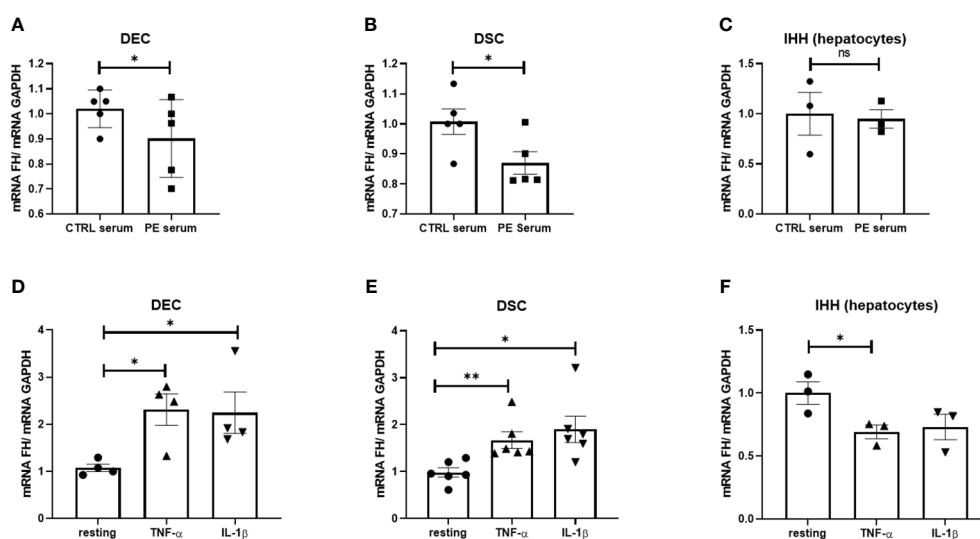 A
DEC
*
mRNA FH/ mRNA GAPDH
1.2
1.1
1.0
0.9
0.8
0.7
0.6
CTRL serum
PE serum
B
DSC
*
mRNA FH/ mRNA GAPDH
1.2
1.1
1.0
0.9
0.8
0.7
CTRL serum
PE Serum
C
IHH (hepatocytes)
ns
mRNA FH/ mRNA GAPDH
1.5
1.0
0.5
0.0
CTRL serum
PE serum
D
DEC
*
*
mRNA FH/ mRNA GAPDH
4
3
2
1
0
resting
TNF-α
IL-1β
E
DSC
*
**
mRNA FH/ mRNA GAPDH
4
3
2
1
0
resting
TNF-α
IL-1β
F
IHH (hepatocytes)
*
mRNA FH/ mRNA GAPDH
1.5
1.0
0.5
0.0
resting
TNF-α
IL-1β